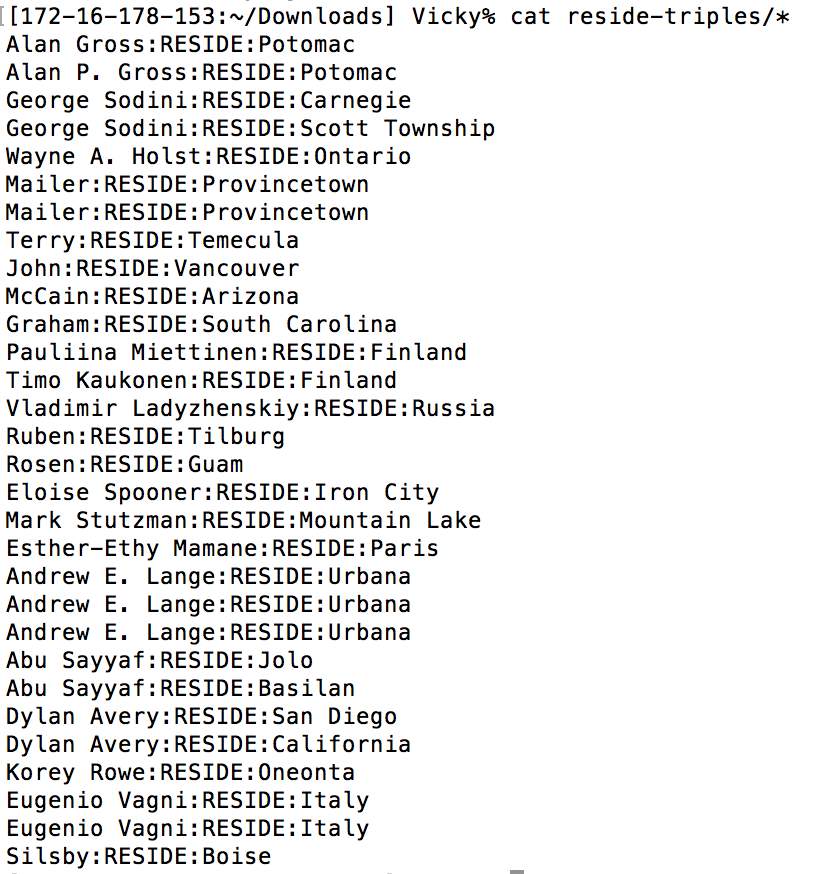 [[172-16-178-153:~/Downloads] Vicky% cat reside-triples/*
Alan Gross:RESIDE:Potomac
Alan P. Gross:RESIDE:Potomac
George Sodini:RESIDE:Carnegie
George Sodini:RESIDE:Scott Township
Wayne A. Holst:RESIDE:Ontario
Mailer:RESIDE:Provincetown
Mailer:RESIDE:Provincetown
Terry:RESIDE:Temecula
John:RESIDE:Vancouver
McCain:RESIDE:Arizona
Graham:RESIDE:South Carolina
Pauliina Miettinen:RESIDE:Finland
Timo Kaukonen:RESIDE:Finland
Vladimir Ladyzhenskiy:RESIDE:Russia
Ruben:RESIDE:Tilburg
Rosen:RESIDE:Guam
Eloise Spooner:RESIDE:Iron City
Mark Stutzman:RESIDE:Mountain Lake
Esther-Ethy Mamane:RESIDE:Paris
Andrew E. Lange:RESIDE:Urbana
Andrew E. Lange:RESIDE:Urbana
Andrew E. Lange:RESIDE:Urbana
Abu Sayyaf:RESIDE:Jolo
Abu Sayyaf:RESIDE:Basilan
Dylan Avery:RESIDE:San Diego
Dylan Avery:RESIDE:California
Korey Rowe:RESIDE:Oneonta
Eugenio Vagni:RESIDE:Italy
Eugenio Vagni:RESIDE:Italy
Silsby:RESIDE:Boise